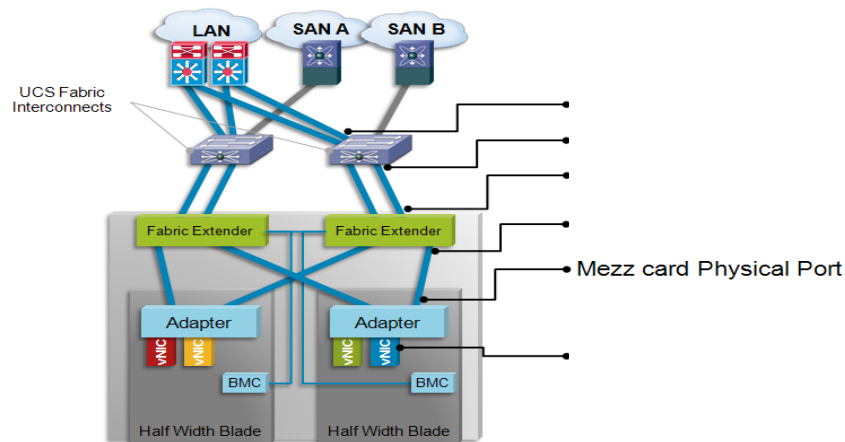 LAN
SAN A
SAN B
UCS Fabric
Interconnects
Fabric Extender
Fabric Extender
Mezz card Physical Port
Adapter
Adapter
vNIC
vNIC
vNIC
vNIC
BMC
BMC
Half Width Blade
Half Width Blade